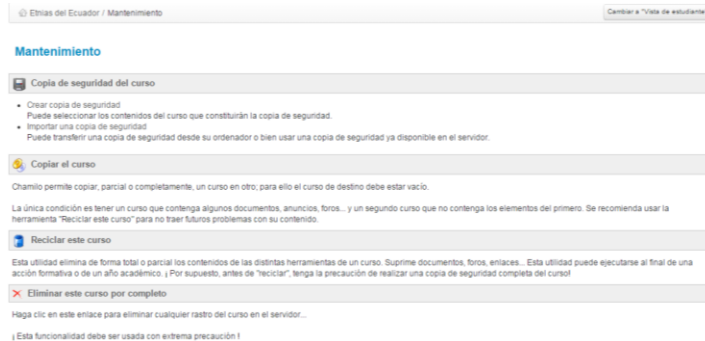 Etnias del Ecuador / Mantenimiento
Cambiar a "Vista de estudiante
Mantenimiento
Copia de seguridad del curso
Crear copia de seguridad
Puede seleccionar los contenidos del curso que constituirán la copia de seguridad.
Importar una copia de seguridad
Puede transferir una copia de seguridad desde su ordenador o bien usar una copia de seguridad ya disponible en el servidor.
Copiar el curso
Chamilo permite copiar, parcial o completamente, un curso en otro; para ello el curso de destino debe estar vacío.
La única condición es tener un curso que contenga algunos documentos, anuncios, foros... y un segundo curso que no contenga los elementos del primero. Se recomienda usar la
herramienta "Reciclar este curso" para no traer futuros problemas con su contenido.
Reciclar este curso
Esta utilidad elimina de forma total o parcial los contenidos de las distintas herramientas de un curso. Suprime documentos, foros, enlaces... Esta utilidad puede ejecutarse al final de una
acción formativa o de un año académico. ¡ Por supuesto, antes de "reciclar", tenga la precaución de realizar una copia de seguridad completa del curso!
Eliminar este curso por completo
Haga clic en este enlace para eliminar cualquier rastro del curso en el servidor...
¡ Esta funcionalidad debe ser usada con extrema precaución !